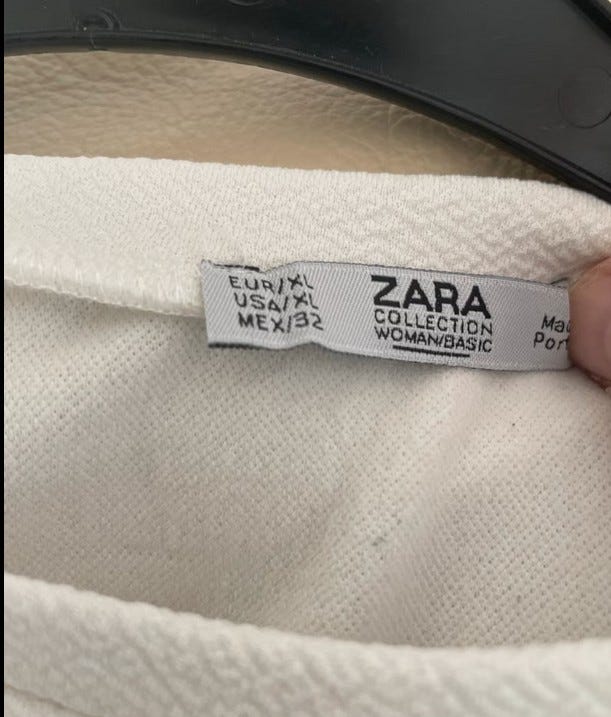 EUR/XL
USA/XL
MEX/32
ZARA
COLLECTION
WOMAN/BASIC